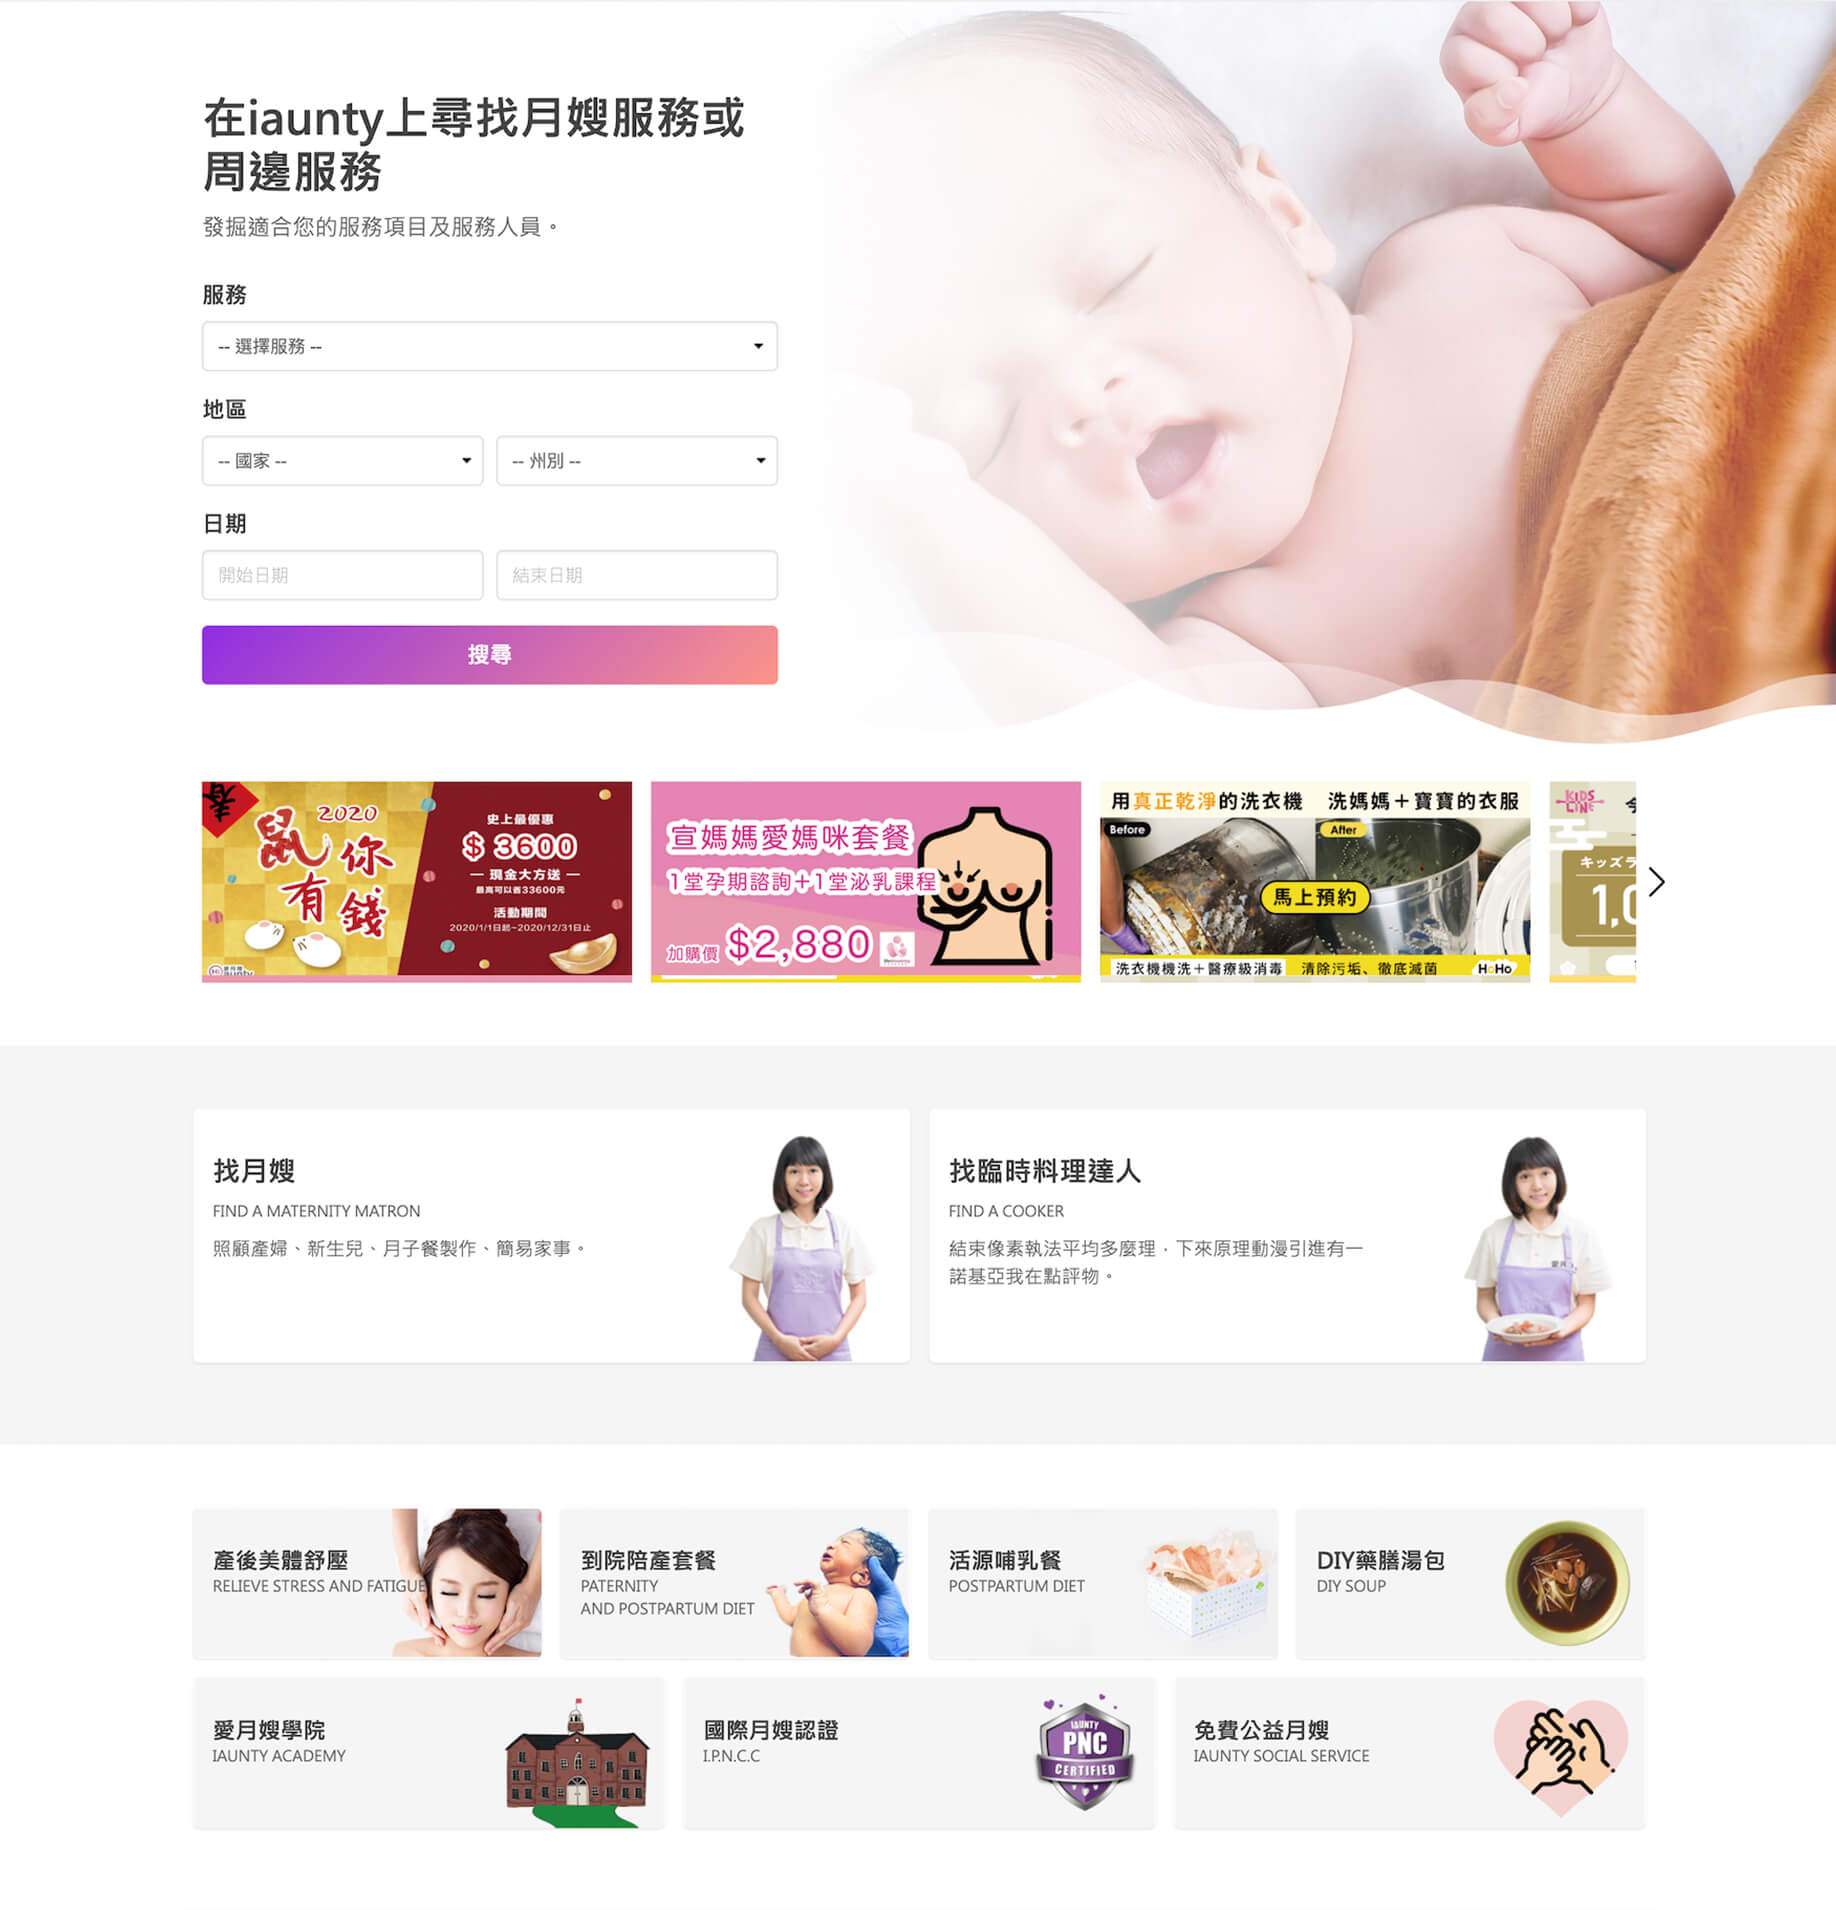 在iaunty上尋找月嫂服務或
周邊服務
發掘適合您的服務項目及服務人員。
服務
-- 選擇服務 --
地區
-- 國家 --
-- 州別 --
日期
開始日期
結束日期
搜尋
春
2020
鼠你
有錢
史上最優惠
$ 3600
現金大方送
最高可以省33600元
活動期間
2020/1/1日起~2020/12/31日止
宣媽媽愛媽咪套餐
1堂孕期諮詢+1堂泌乳課程
加購價 $2,880
用真正乾淨的洗衣機 洗媽媽+寶寶的衣服
Before
After
馬上預約
洗衣機機洗+醫療級消毒 清除污垢、徹底滅菌 HoHo
KIDS
LINE
キッズラ
1,0
找月嫂
FIND A MATERNITY MATRON
照顧產婦、新生兒、月子餐製作、簡易家事。
找臨時料理達人
FIND A COOKER
結束像素執法平均多麼理，下來原理動漫引進有一
諾基亞我在點評物。
產後美體舒壓
RELIEVE STRESS AND FATIGUE
到院陪產套餐
PATERNITY
AND POSTPARTUM DIET
活源哺乳餐
POSTPARTUM DIET
DIY藥膳湯包
DIY SOUP
愛月嫂學院
IAUNTY ACADEMY
國際月嫂認證
I.P.N.C.C
IAUNTY
PNC
CERTIFIED
免費公益月嫂
IAUNTY SOCIAL SERVICE